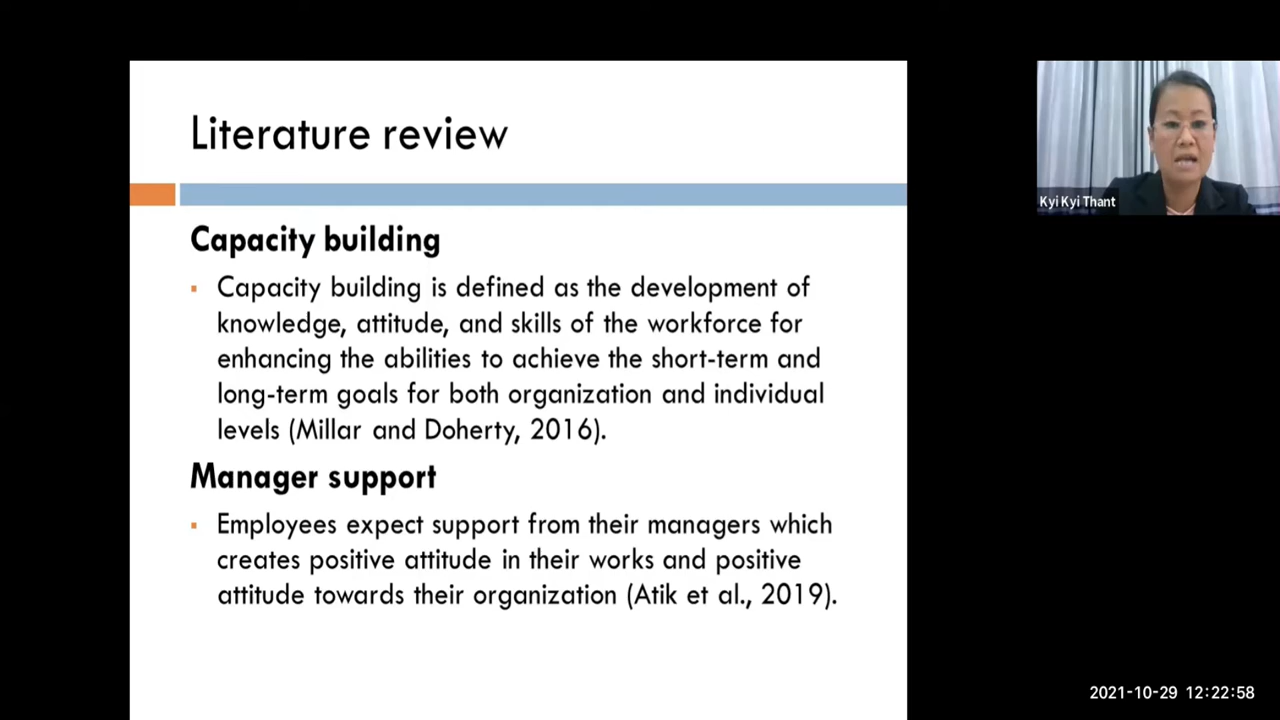 Literature review
Capacity building
▪ Capacity building is defined as the development of
knowledge, attitude, and skills of the workforce for
enhancing the abilities to achieve the short-term and
long-term goals for both organization and individual
levels (Millar and Doherty, 2016).
Manager support
▪ Employees expect support from their managers which
creates positive attitude in their works and positive
attitude towards their organization (Atik et al., 2019).
Kyi Kyi Thant
2021-10-29 12:22:58